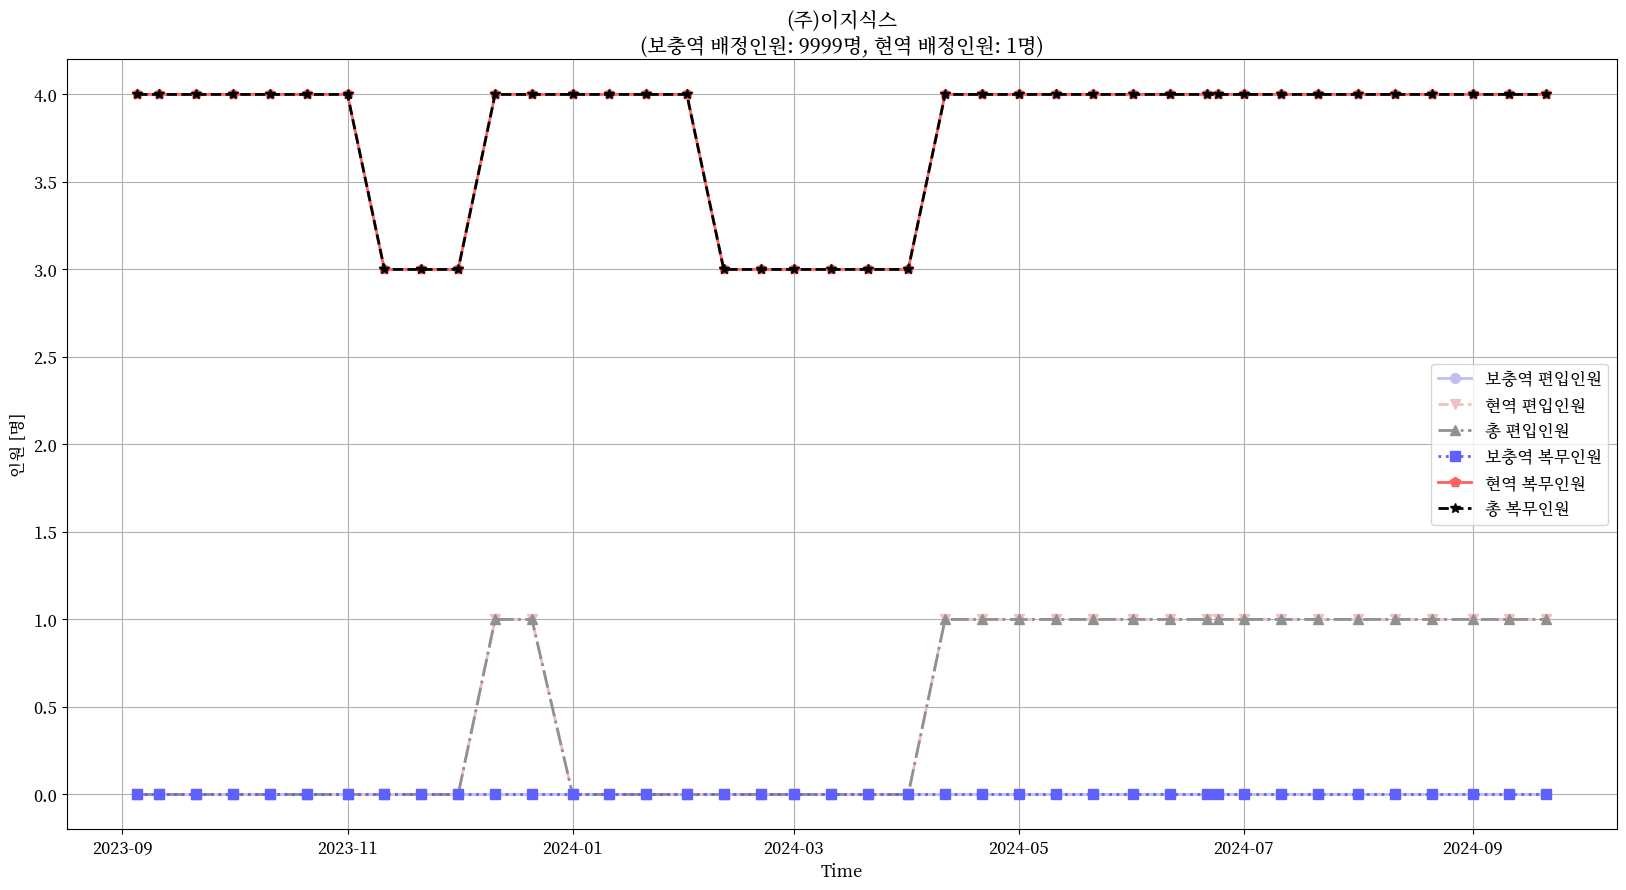 (주)이지식스
(보충역 배정인원: 9999명, 현역 배정인원: 1명)
인원 [명]
4.0
3.5
3.0
2.5
2.0
1.5
1.0
0.5
0.0
보충역 편입인원
현역 편입인원
총 편입인원
보충역 복무인원
현역 복무인원
총 복무인원
2023-09
2023-11
2024-01
2024-03
2024-05
2024-07
2024-09
Time